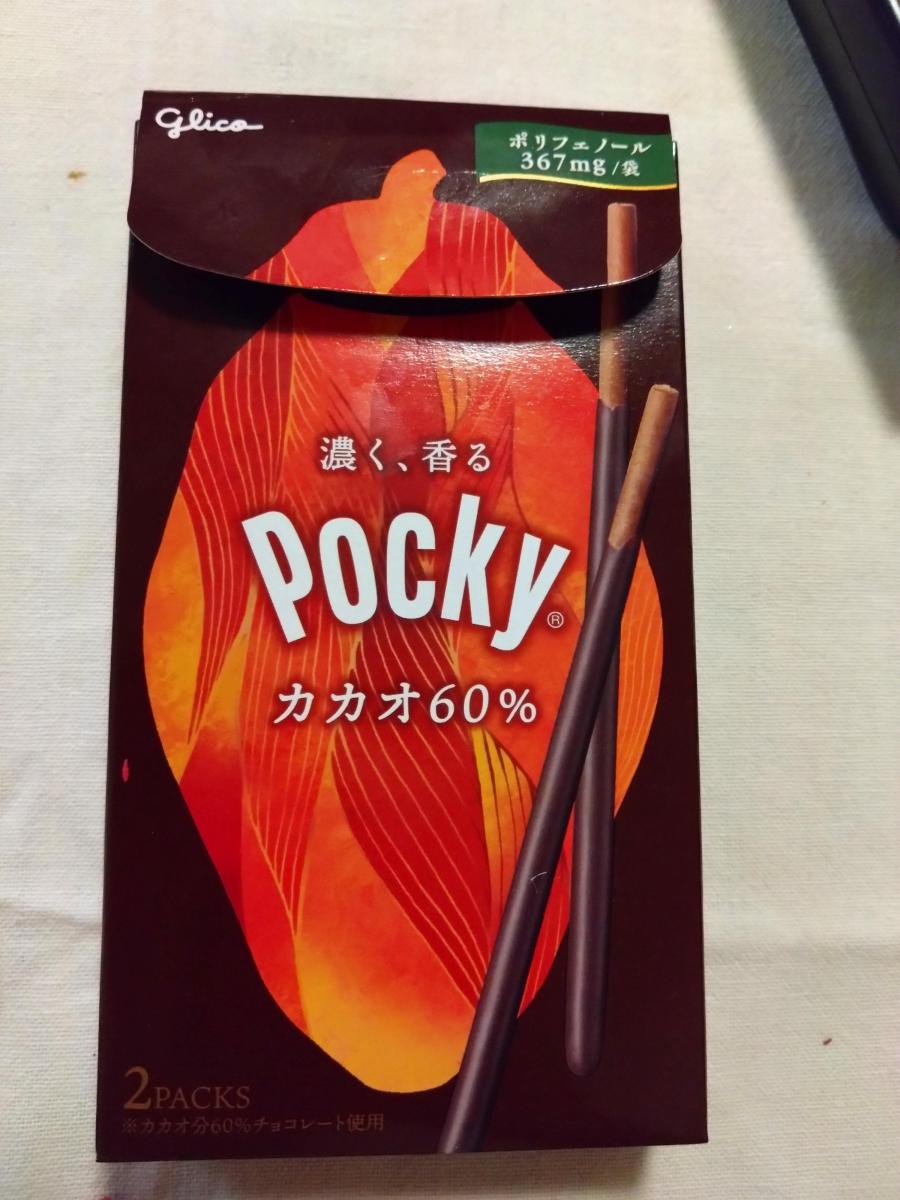 Glico
ポリフェノール
367mg/袋
濃く、香る
Pocky®
カカオ60%
2PACKS
※カカオ分60%チョコレート使用